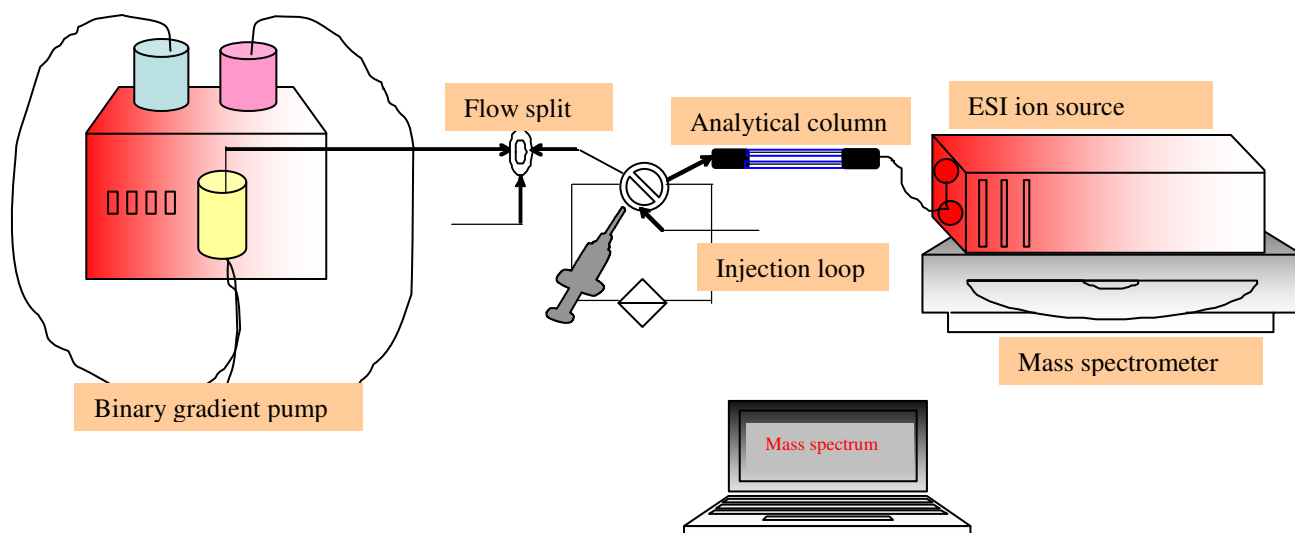 ESI ion source
Flow split
Analytical column
Injection loop
Mass spectrometer
Binary gradient pump
Mass spectrum